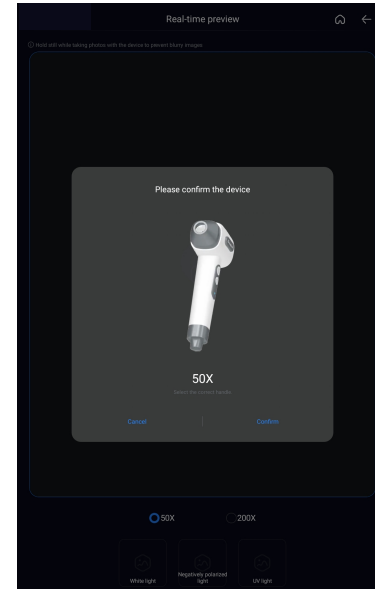 Real-time preview
Hold still while taking photos with the device to prevent blurry images
Please confirm the device
50X
Select the correct handle
Cancel
Confirm
50X
200X
White light
Negatively polarized
light
UV light